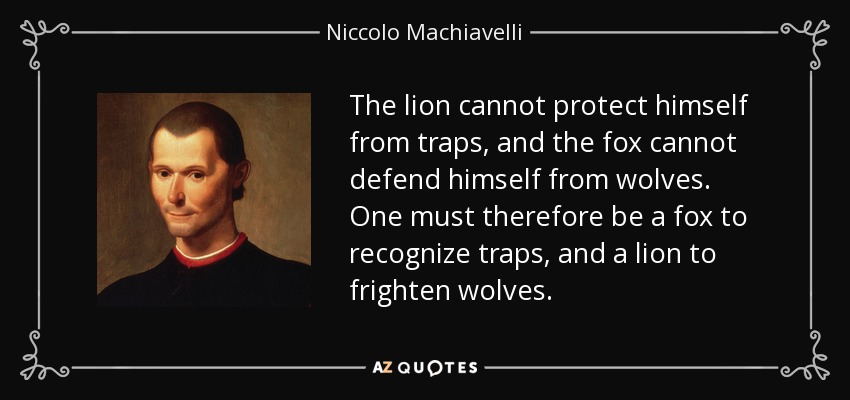 Niccolo Machiavelli
The lion cannot protect himself
from traps, and the fox cannot
defend himself from wolves.
One must therefore be a fox to
recognize traps, and a lion to
frighten wolves.
AZ QUOTES